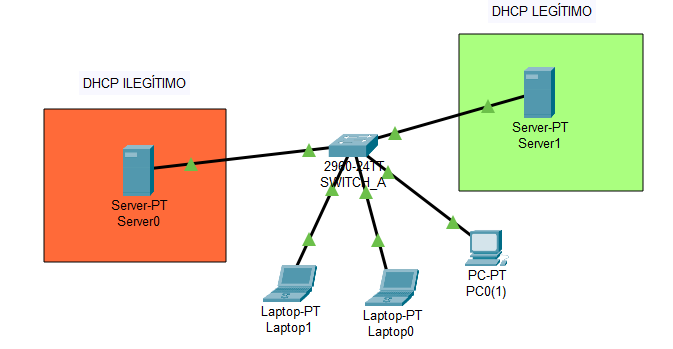 DHCP LEGÍTIMO
DHCP ILEGÍTIMO
Server-PT
Server1
2960-24TT
SWITCH_A
Server-PT
Server0
PC-PT
PC0(1)
Laptop-PT
Laptop1
Laptop-PT
Laptop0